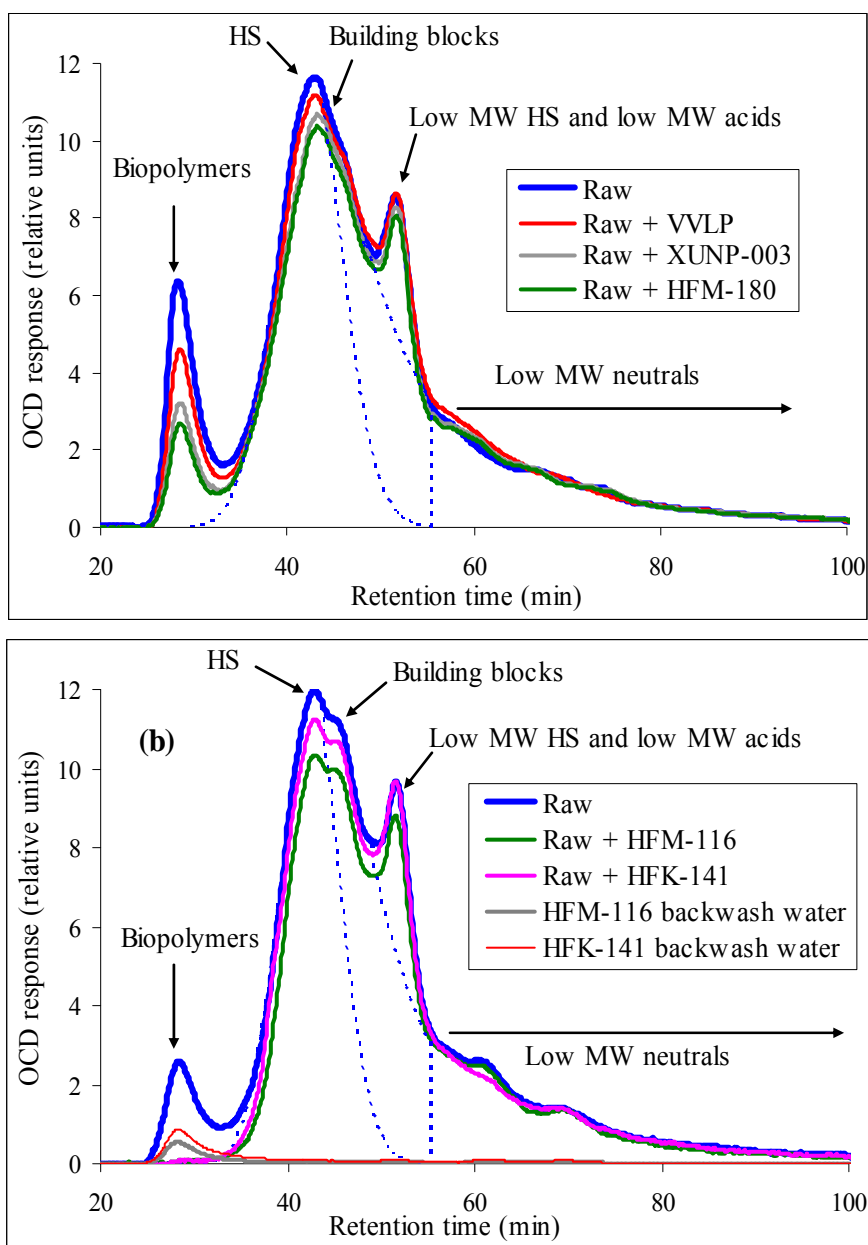 HS
Building blocks
Low MW HS and low MW acids
Biopolymers
Raw
Raw + VVLP
Raw + XUNP-003
Raw + HFM-180
Low MW neutrals
OCD response (relative units)
12
10
8
6
4
2
0
20 40 60 80 100
Retention time (min)
HS
Building blocks
(b)
Low MW HS and low MW acids
Raw
Raw + HFM-116
Raw + HFK-141
HFM-116 backwash water
HFK-141 backwash water
Biopolymers
Low MW neutrals
OCD response (relative units)
12
10
8
6
4
2
0
20 40 60 80 100
Retention time (min)